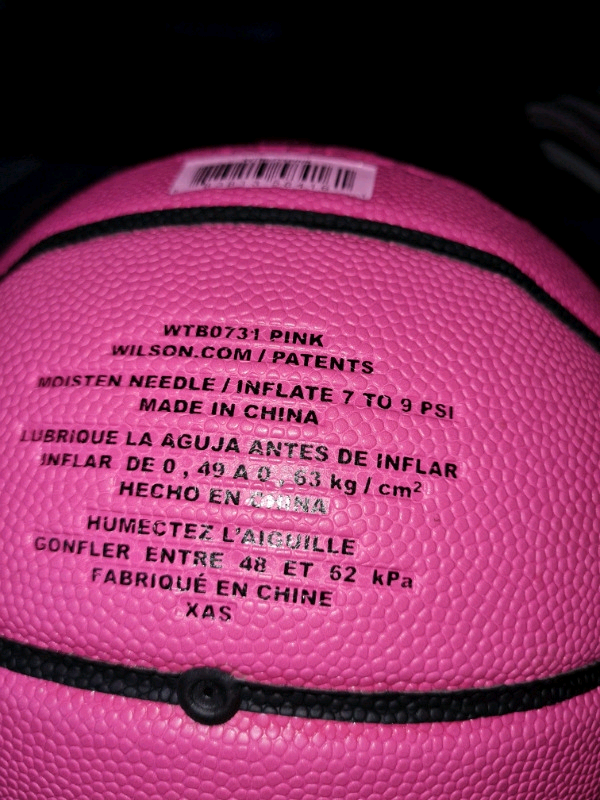 WTB0731 PINK
WILSON.COM / PATENTS
MOISTEN NEEDLE / INFLATE 7 TO 9 PSI
MADE IN CHINA
LUBRIQUE LA AGUJA ANTES DE INFLAR
INFLAR DE 0 , 49 A 0 , 63 kg / cm²
HECHO EN CHINA
HUMECTEZ L'AIGUILLE
GONFLER ENTRE 48 ET 62 kPa
FABRIQUÉ EN CHINE
XAS